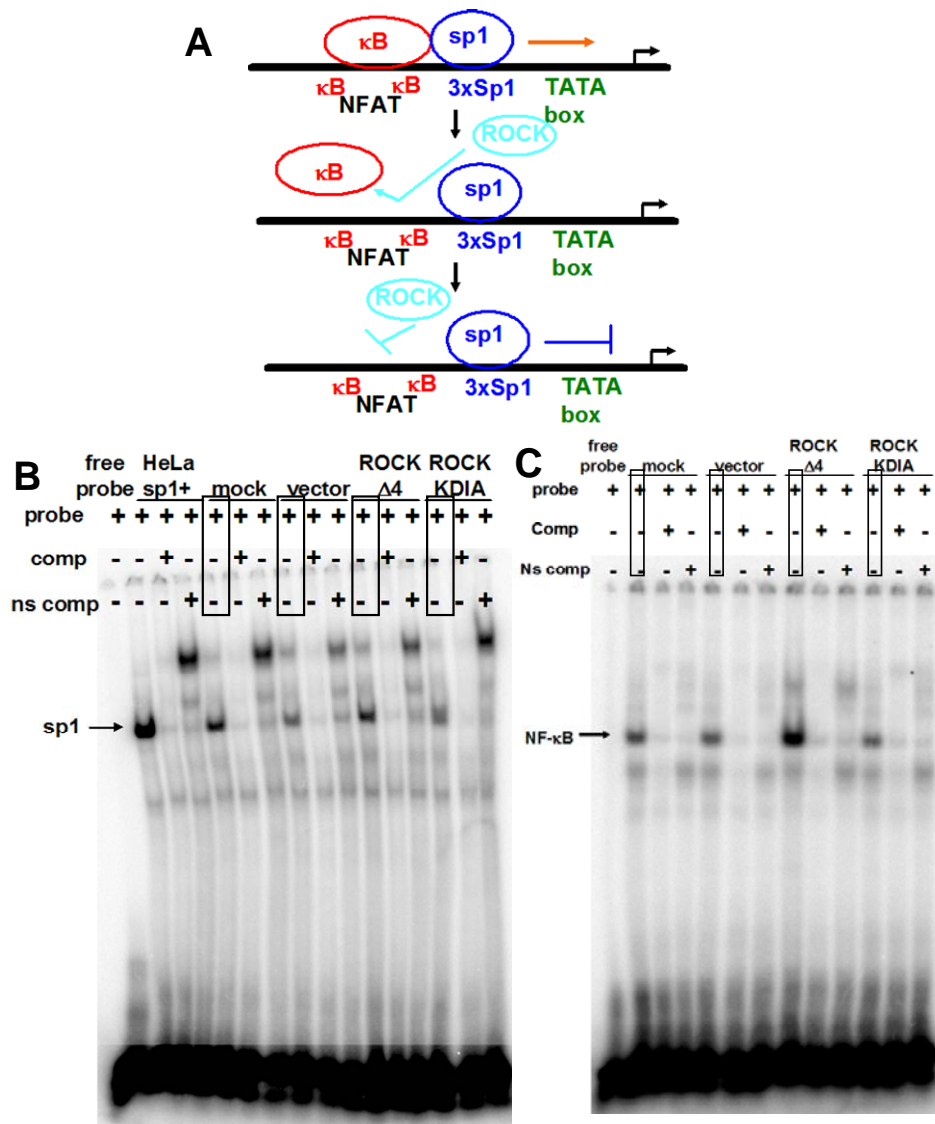 A
κB
sp1
κB
κB
NFAT
3xSp1
TATA
box
ROCK
κB
sp1
κB
κB
NFAT
3xSp1
TATA
box
ROCK
sp1
κB
κB
NFAT
3xSp1
TATA
box
B
free HeLa ROCK ROCK
probe sp1+ mock vector Δ4 KDIA
probe + + + + + + + + + + + + + + + +
comp - - + - - + - - + - - + - - + -
ns comp - - - + - - + - - + - - + - - +
sp1
C
free ROCK ROCK
probe mock vector Δ4 KDIA
probe + + + + + + + + + + + + +
Comp - - + - - + - - + - - + -
Ns comp - - - + - - + - - + - - +
NF-κB